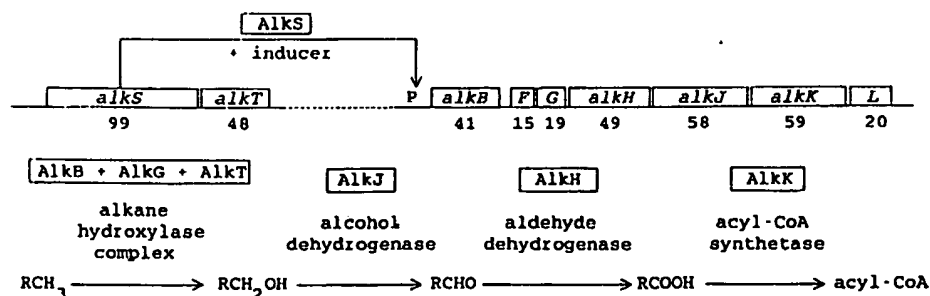 AlkS
+ inducer
alkS alkT P alkB F G alkH alkJ alkK L
99 48 41 15 19 49 58 59 20
AlkB + AlkG + AlkT AlkJ AlkH AlkK
alkane hydroxylase complex
alcohol dehydrogenase
aldehyde dehydrogenase
acyl-CoA synthetase
RCH3 RCH2OH RCHO RCOOH acyl-CoA